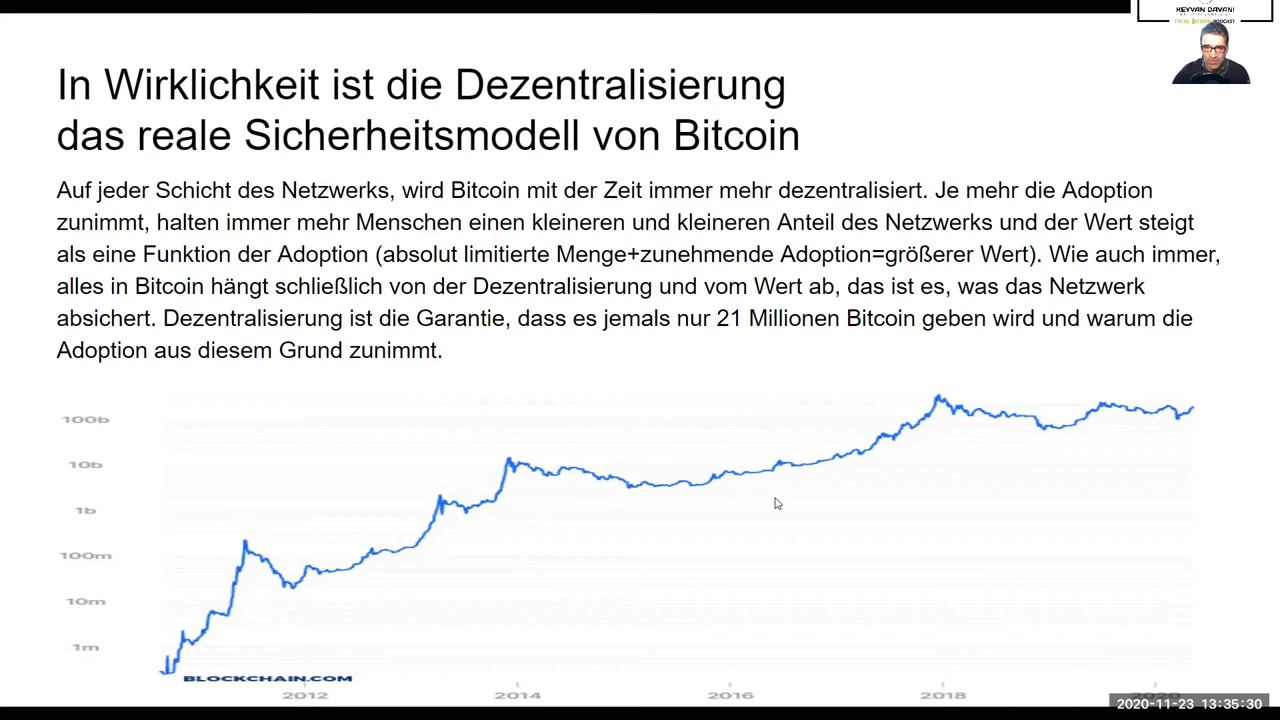 KEYVAN DAVANI
TOTAL BITCOIN PODCAST
In Wirklichkeit ist die Dezentralisierung
das reale Sicherheitsmodell von Bitcoin
Auf jeder Schicht des Netzwerks, wird Bitcoin mit der Zeit immer mehr dezentralisiert. Je mehr die Adoption
zunimmt, halten immer mehr Menschen einen kleineren und kleineren Anteil des Netzwerks und der Wert steigt
als eine Funktion der Adoption (absolut limitierte Menge+zunehmende Adoption=größerer Wert). Wie auch immer,
alles in Bitcoin hängt schließlich von der Dezentralisierung und vom Wert ab, das ist es, was das Netzwerk
absichert. Dezentralisierung ist die Garantie, dass es jemals nur 21 Millionen Bitcoin geben wird und warum die
Adoption aus diesem Grund zunimmt.
100b
10b
1b
100m
10m
1m
BLOCKCHAIN.COM
2012 2014 2016 2018 2020
2020-11-23 13:35:30